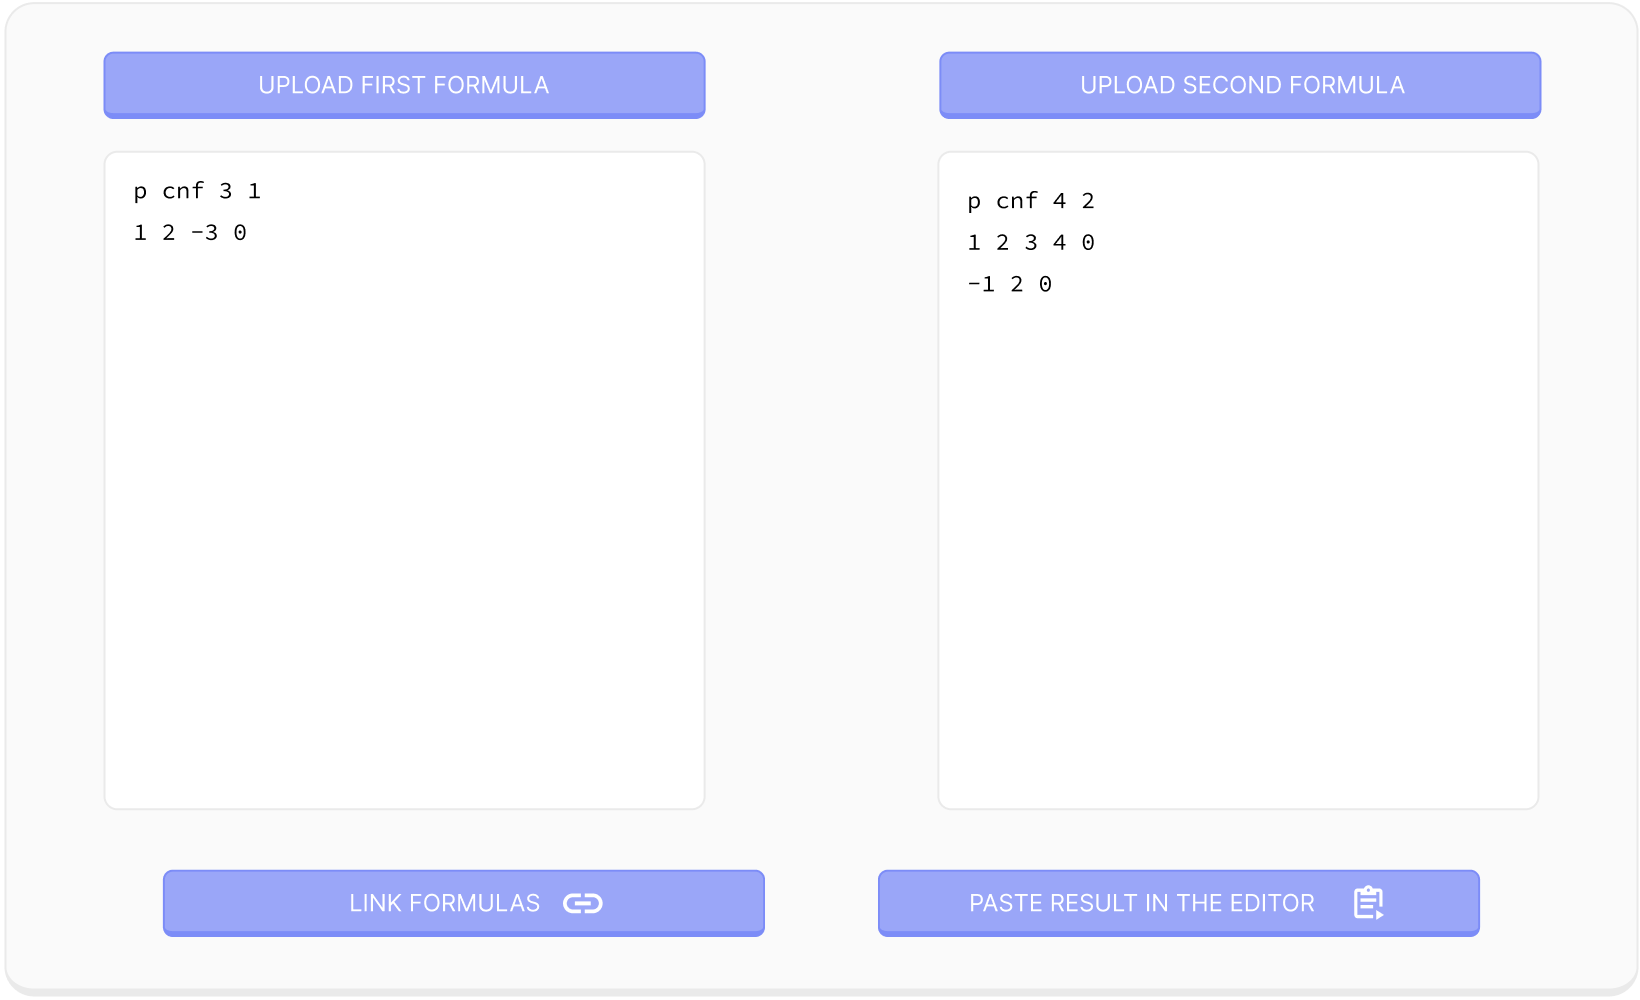 UPLOAD FIRST FORMULA
UPLOAD SECOND FORMULA
p cnf 3 1
1 2 -3 0
p cnf 4 2
1 2 3 4 0
-1 2 0
LINK FORMULAS
PASTE RESULT IN THE EDITOR